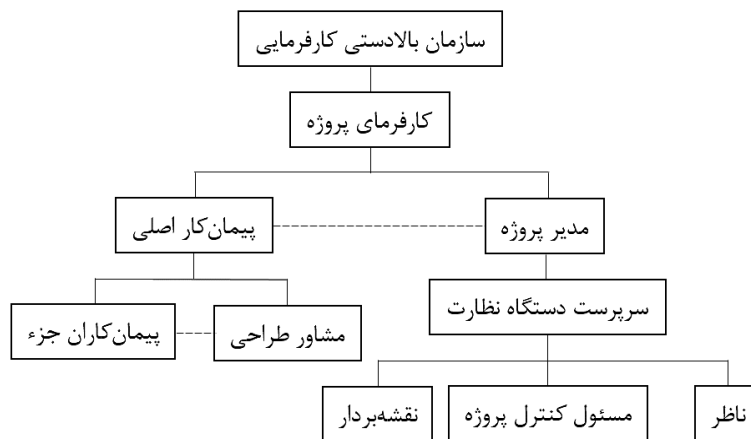 سازمان بالادستی کارفرمایی
کارفرمای پروژه
مدیر پروژه
پیمان‌کار اصلی
سرپرست دستگاه نظارت
مشاور طراحی
پیمان‌کاران جزء
ناظر
مسئول کنترل پروژه
نقشه‌بردار